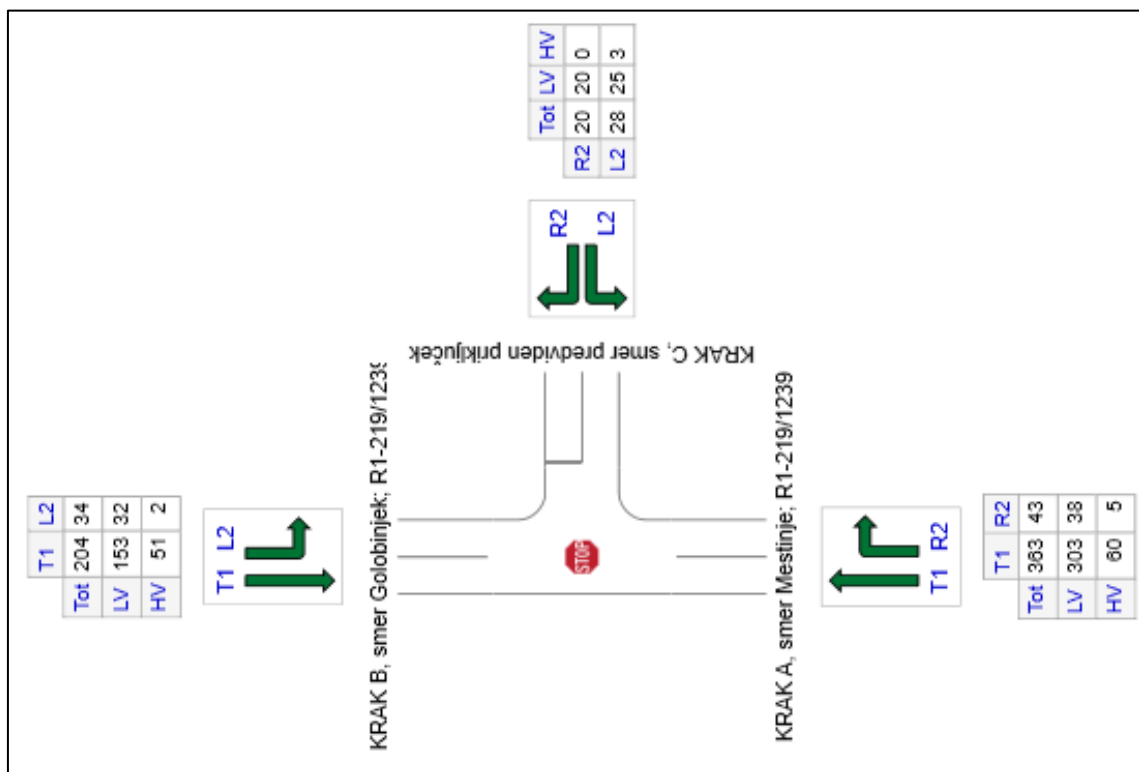 Tot LV HV
R2 20 20 0
L2 28 25 3
R2
L2
KRAK C, smer predviden priključek
KRAK B, smer Golobinjek; R1-219/1239
T1 L2
Tot 204 34
LV 153 32
HV 51 2
T1 L2
STOP
KRAK A, smer Mestinje; R1-219/1239
T1 R2
T1 R2
Tot 363 43
LV 303 38
HV 60 5